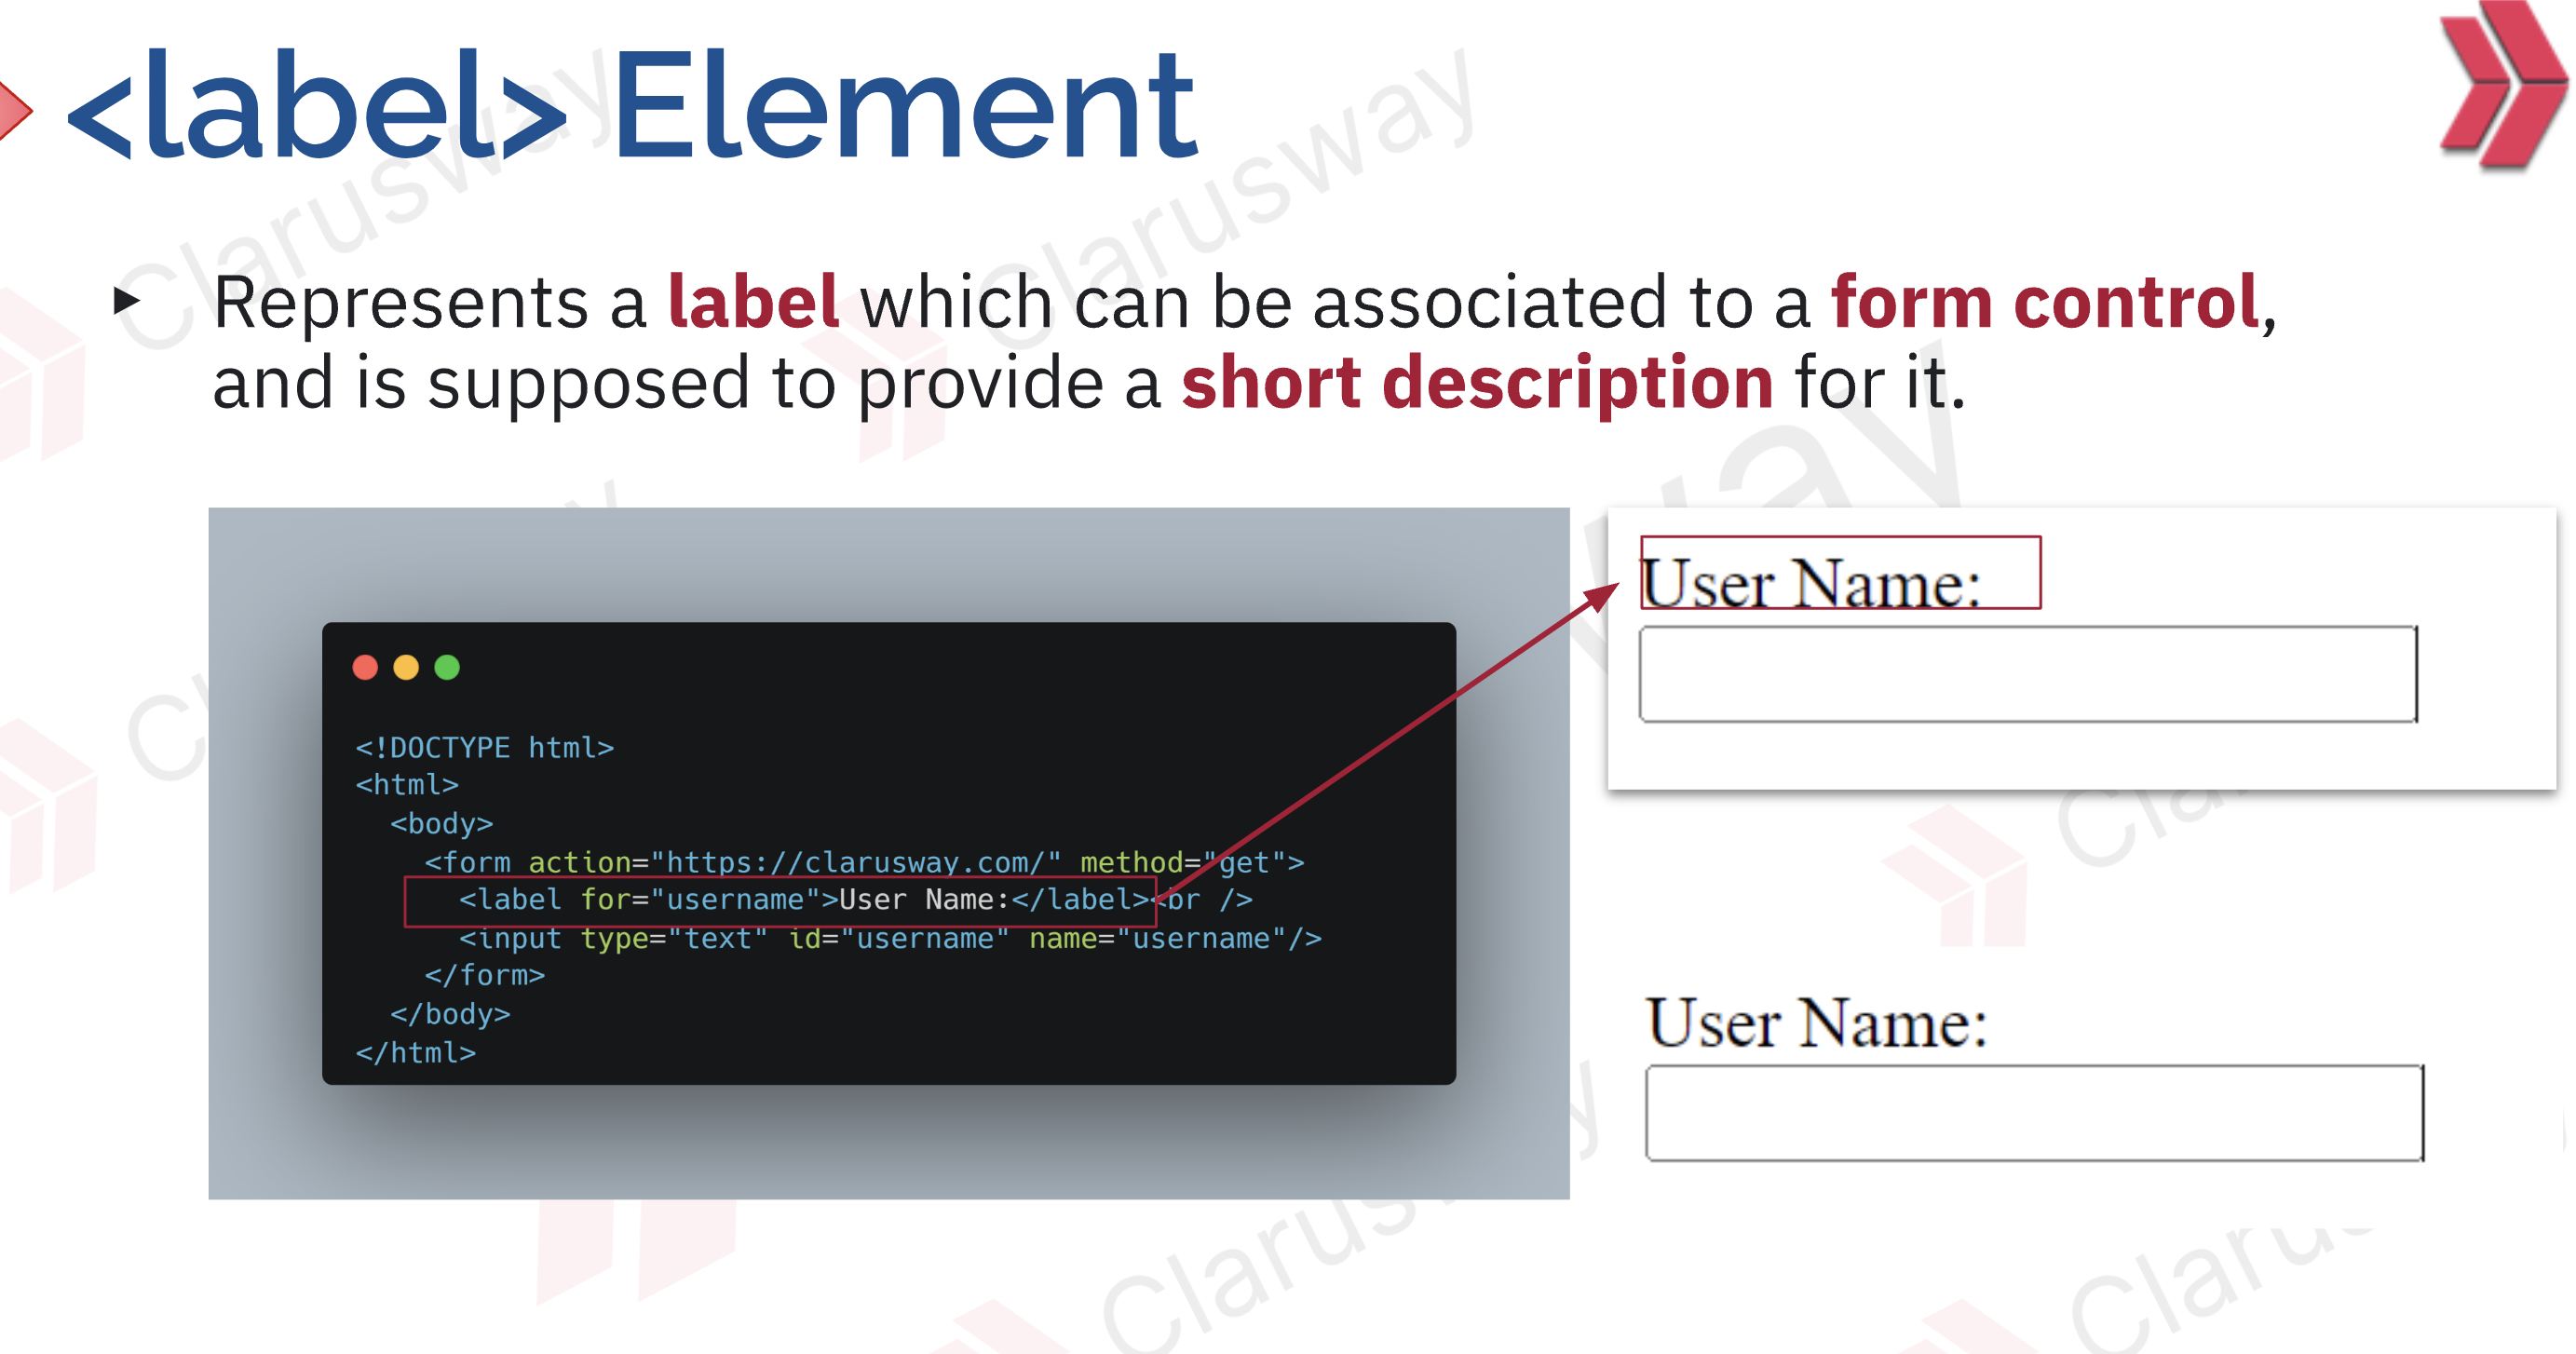 <label> Element
Represents a label which can be associated to a form control,
and is supposed to provide a short description for it.
<!DOCTYPE html>
<html>
<body>
<form action="https://clarusway.com/" method="get">
<label for="username">User Name:</label><br />
<input type="text" id="username" name="username"/>
</form>
</body>
</html>
User Name:
User Name:
Clarusway
Clarusway